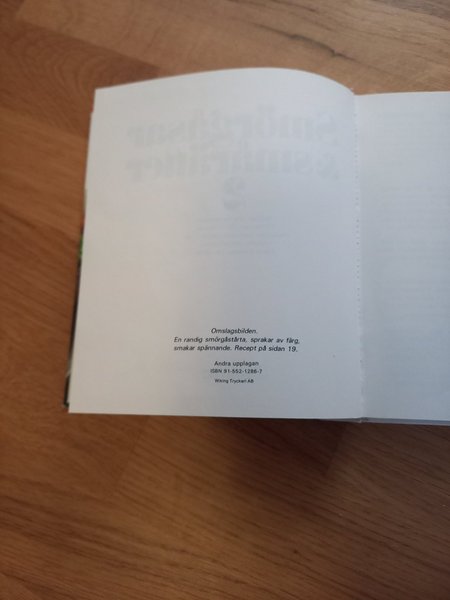 Omslagsbilden.
En randig smörgåstårta, sprakar av färg,
smakar spännande. Recept på sidan 19.
Andra upplagan
ISBN 91-552-1286-7
Wiking Tryckeri AB